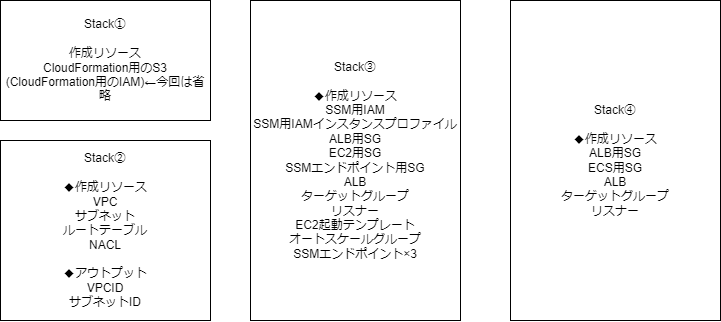 Stack①
作成リソース
CloudFormation用のS3
(CloudFormation用のIAM)←今回は省
略
Stack②
◆作成リソース
VPC
サブネット
ルートテーブル
NACL
◆アウトプット
VPCID
サブネットID
Stack③
◆作成リソース
SSM用IAM
SSM用IAMインスタンスプロファイル
ALB用SG
EC2用SG
SSMエンドポイント用SG
ALB
ターゲットグループ
リスナー
EC2起動テンプレート
オートスケールグループ
SSMエンドポイント×3
Stack④
◆作成リソース
ALB用SG
ECS用SG
ALB
ターゲットグループ
リスナー